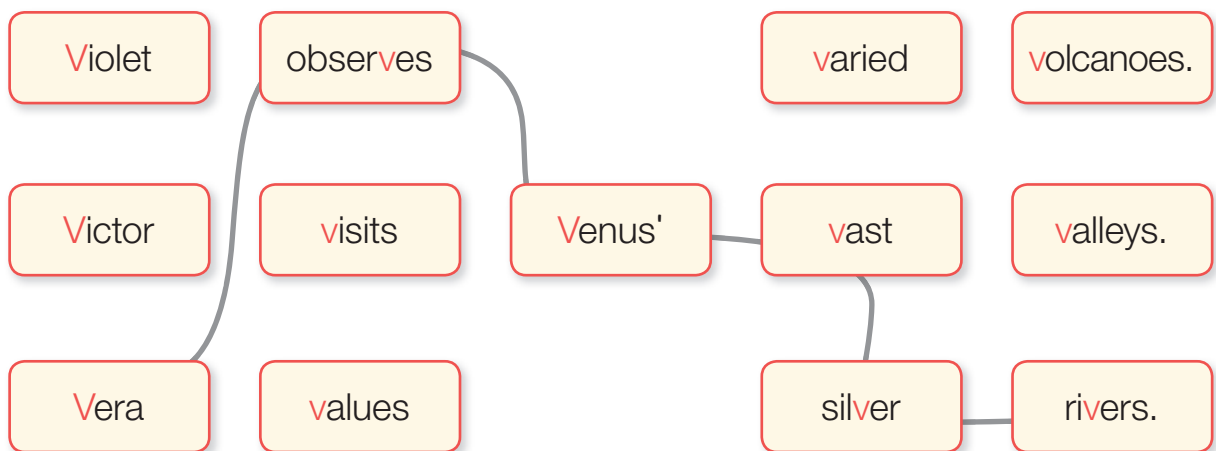 Violet observes varied volcanoes.
Victor visits Venus' vast valleys.
Vera values silver rivers.